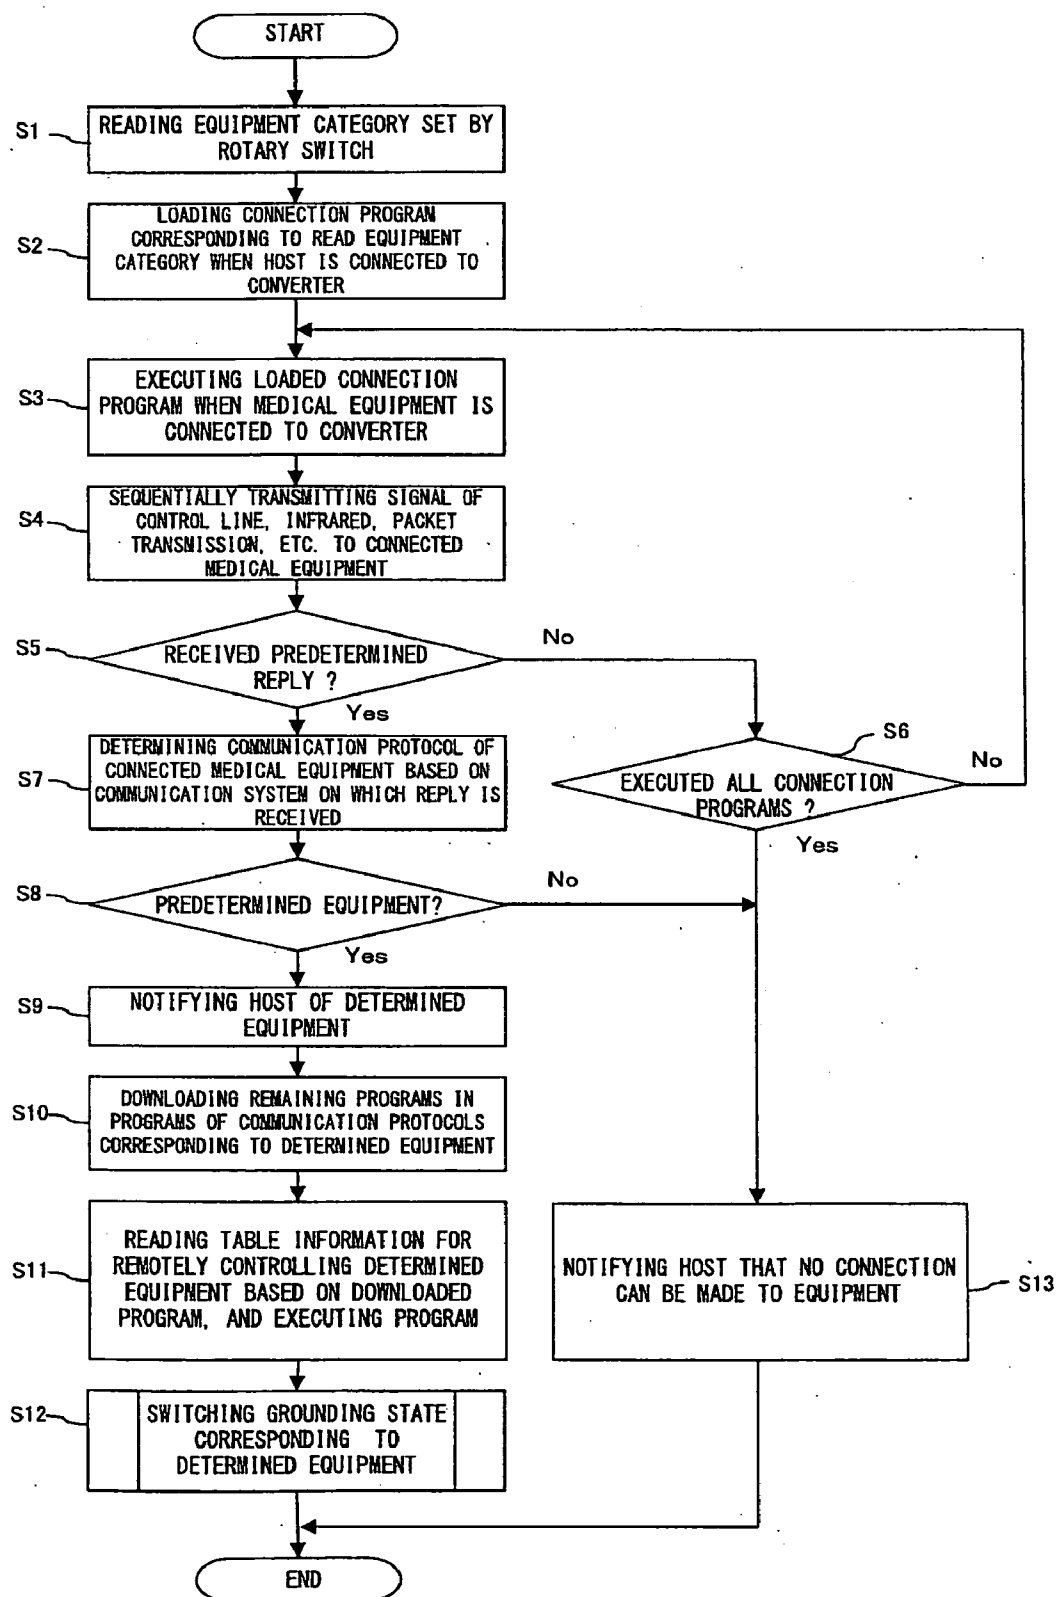 START
S1
READING EQUIPMENT CATEGORY SET BY
ROTARY SWITCH
S2
LOADING CONNECTION PROGRAM
CORRESPONDING TO READ EQUIPMENT
CATEGORY WHEN HOST IS CONNECTED TO
CONVERTER
S3
EXECUTING LOADED CONNECTION
PROGRAM WHEN MEDICAL EQUIPMENT IS
CONNECTED TO CONVERTER
S4
SEQUENTIALLY TRANSMITTING SIGNAL OF
CONTROL LINE, INFRARED, PACKET
TRANSMISSION, ETC. TO CONNECTED
MEDICAL EQUIPMENT
S5
RECEIVED PREDETERMINED
REPLY ?
No
Yes
S6
EXECUTED ALL CONNECTION
PROGRAMS ?
No
Yes
S7
DETERMINING COMMUNICATION PROTOCOL OF
CONNECTED MEDICAL EQUIPMENT BASED ON
COMMUNICATION SYSTEM ON WHICH REPLY IS
RECEIVED
S8
PREDETERMINED EQUIPMENT?
No
Yes
S9
NOTIFYING HOST OF DETERMINED
EQUIPMENT
S10
DOWNLOADING REMAINING PROGRAMS IN
PROGRAMS OF COMMUNICATION PROTOCOLS
CORRESPONDING TO DETERMINED EQUIPMENT
S11
READING TABLE INFORMATION FOR
REMOTELY CONTROLLING DETERMINED
EQUIPMENT BASED ON DOWNLOADED
PROGRAM, AND EXECUTING PROGRAM
NOTIFYING HOST THAT NO CONNECTION
CAN BE MADE TO EQUIPMENT
S13
S12
SWITCHING GROUNDING STATE
CORRESPONDING TO
DETERMINED EQUIPMENT
END